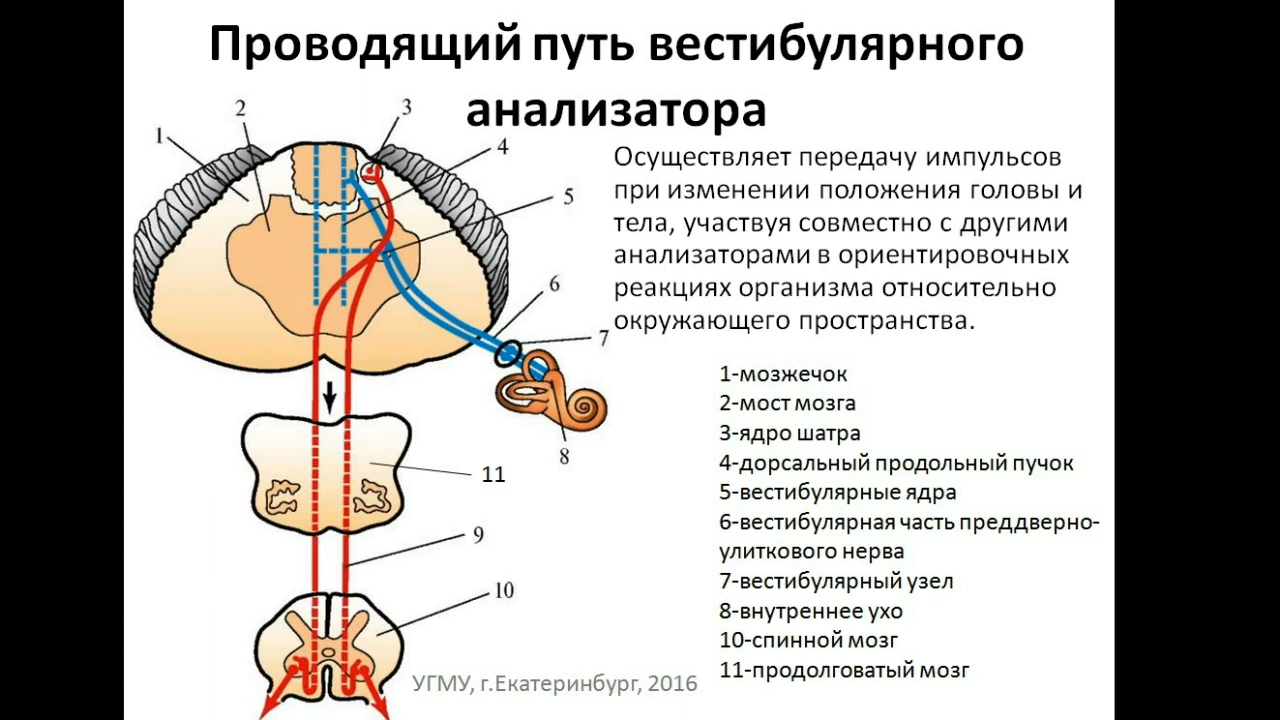 Проводящий путь вестибулярного
анализатора
Осуществляет передачу импульсов
при изменении положения головы и
тела, участвуя совместно с другими
анализаторами в ориентировочных
реакциях организма относительно
окружающего пространства.
1
2
3
4
5
6
7
8
11
9
10
1-мозжечок
2-мост мозга
3-ядро шатра
4-дорсальный продольный пучок
5-вестибулярные ядра
6-вестибулярная часть преддверно-
улиткового нерва
7-вестибулярный узел
8-внутреннее ухо
10-спинной мозг
11-продолговатый мозг
УГМУ, г.Екатеринбург, 2016